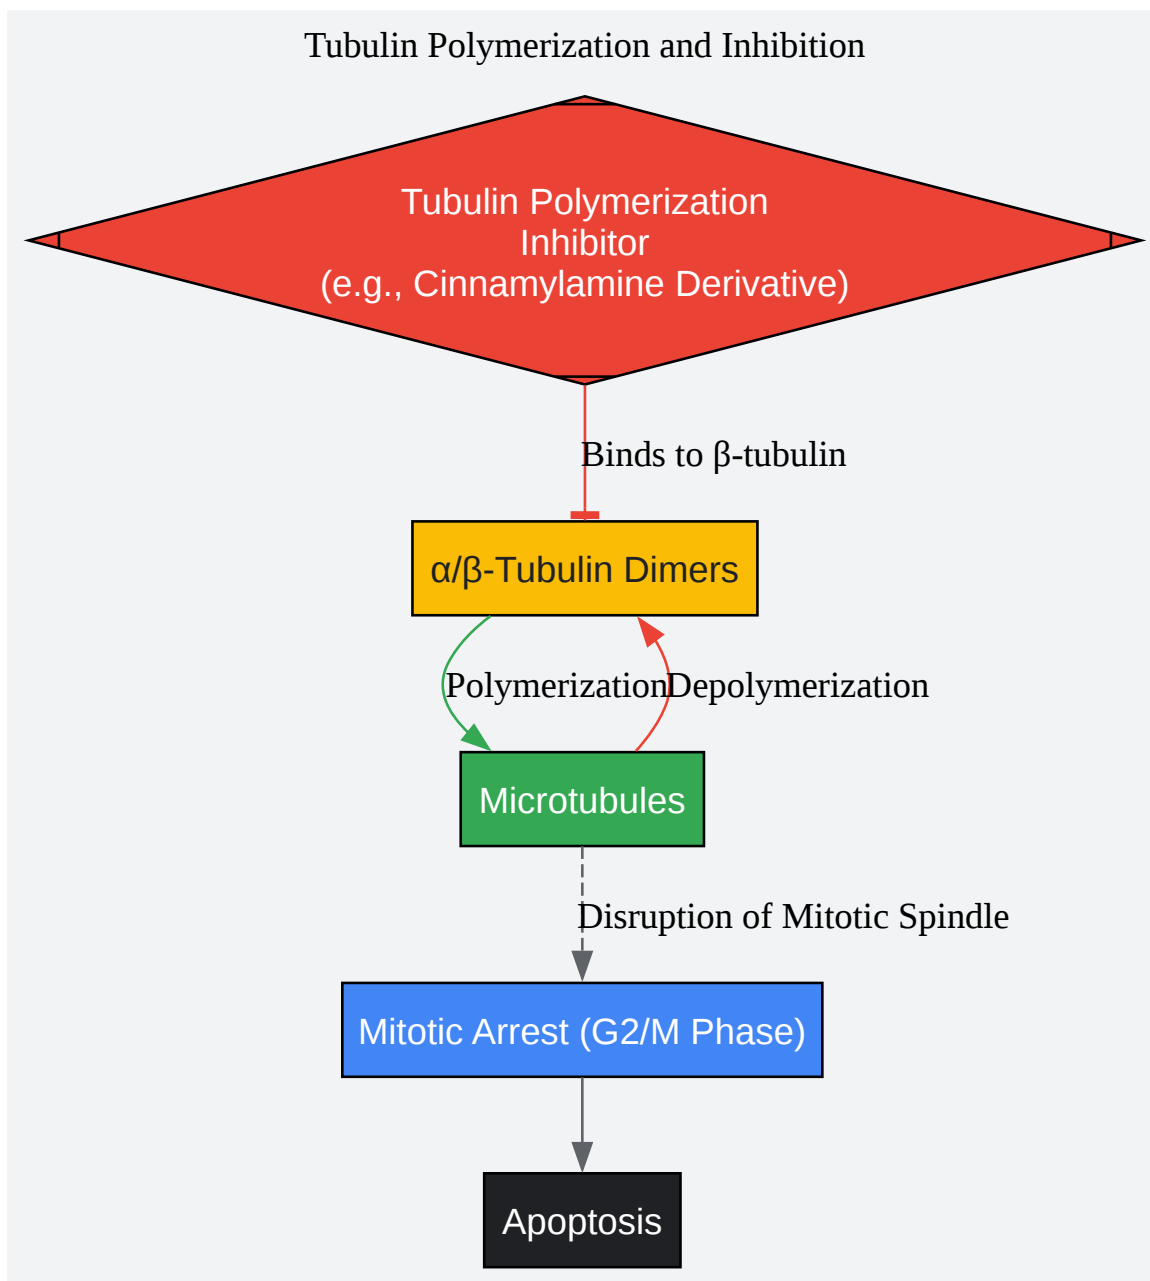 Tubulin Polymerization and Inhibition
Tubulin Polymerization
Inhibitor
(e.g., Cinnamylamine Derivative)
Binds to β-tubulin
α/β-Tubulin Dimers
Polymerization
Depolymerization
Microtubules
Disruption of Mitotic Spindle
Mitotic Arrest (G2/M Phase)
Apoptosis